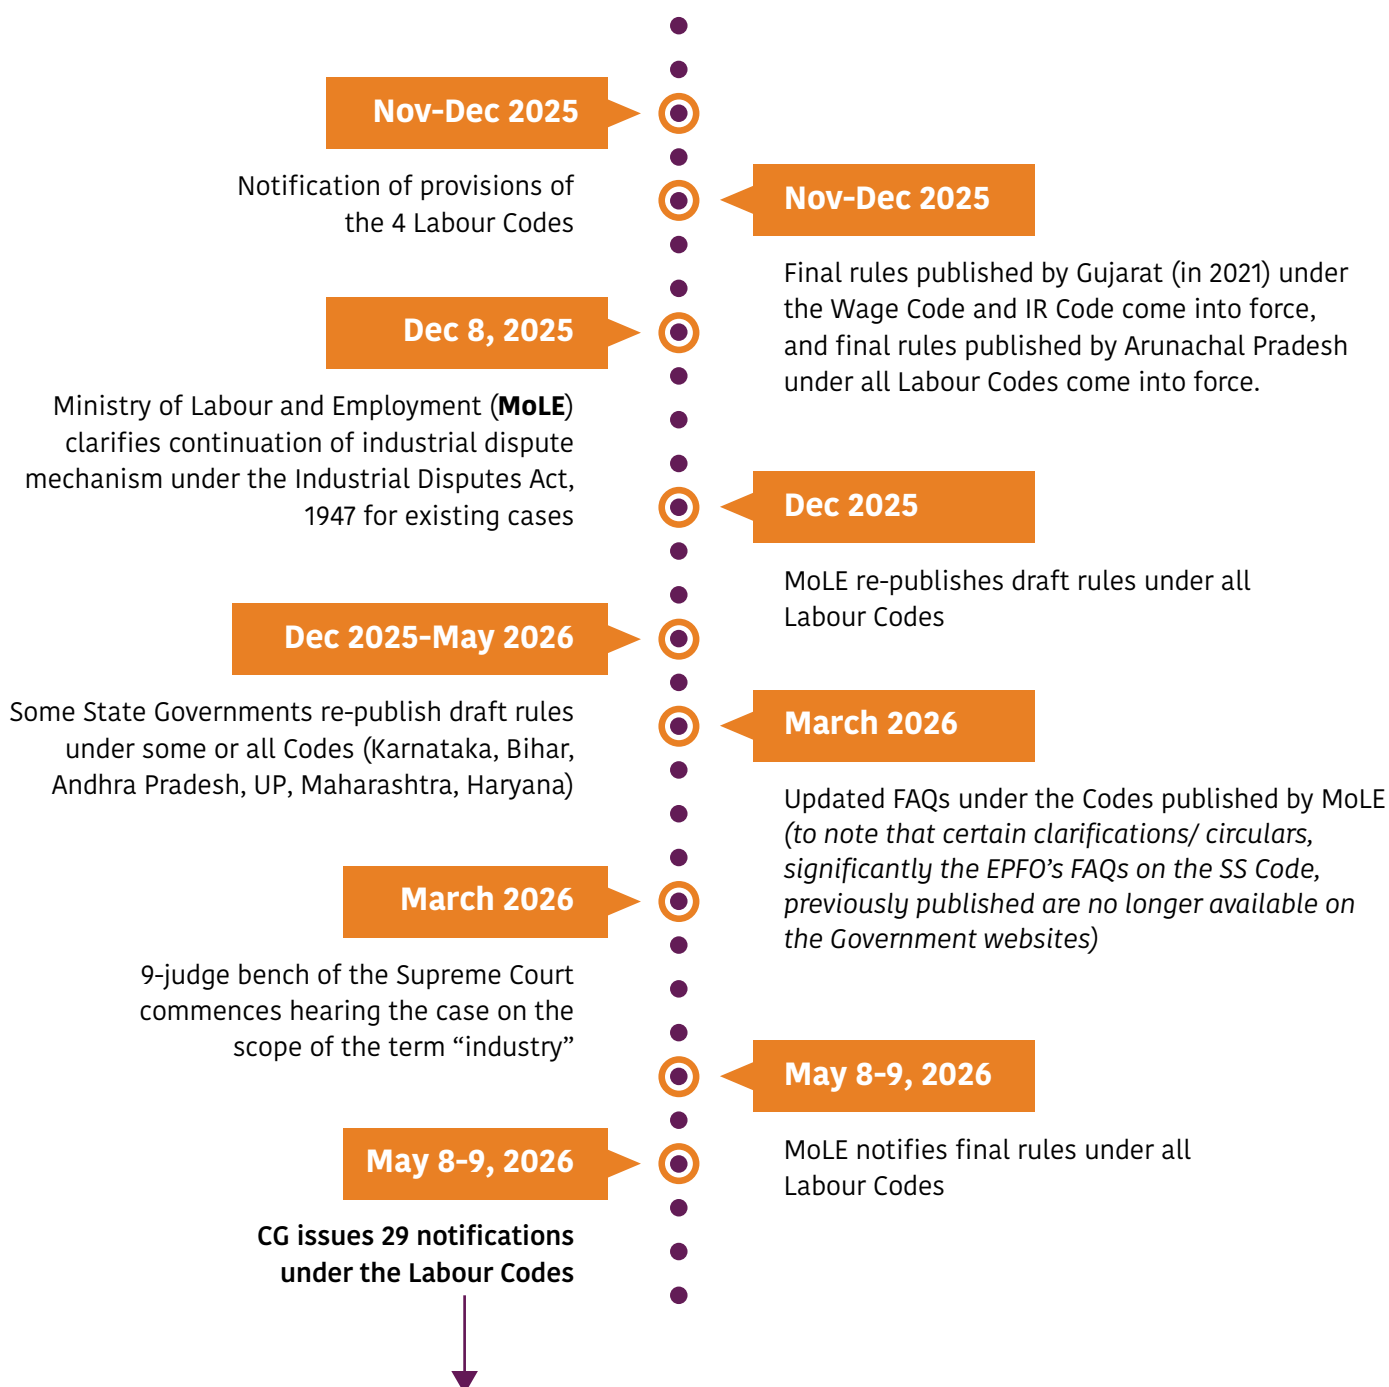 Nov-Dec 2025
Notification of provisions of
the 4 Labour Codes
Nov-Dec 2025
Final rules published by Gujarat (in 2021) under
the Wage Code and IR Code come into force,
and final rules published by Arunachal Pradesh
under all Labour Codes come into force.
Dec 8, 2025
Ministry of Labour and Employment (MoLE)
clarifies continuation of industrial dispute
mechanism under the Industrial Disputes Act,
1947 for existing cases
Dec 2025
MoLE re-publishes draft rules under all
Labour Codes
Dec 2025-May 2026
Some State Governments re-publish draft rules
under some or all Codes (Karnataka, Bihar,
Andhra Pradesh, UP, Maharashtra, Haryana)
March 2026
Updated FAQs under the Codes published by MoLE
(to note that certain clarifications/ circulars,
significantly the EPFO’s FAQs on the SS Code,
previously published are no longer available on
the Government websites)
March 2026
9-judge bench of the Supreme Court
commences hearing the case on the
scope of the term “industry”
May 8-9, 2026
MoLE notifies final rules under all
Labour Codes
May 8-9, 2026
CG issues 29 notifications
under the Labour Codes